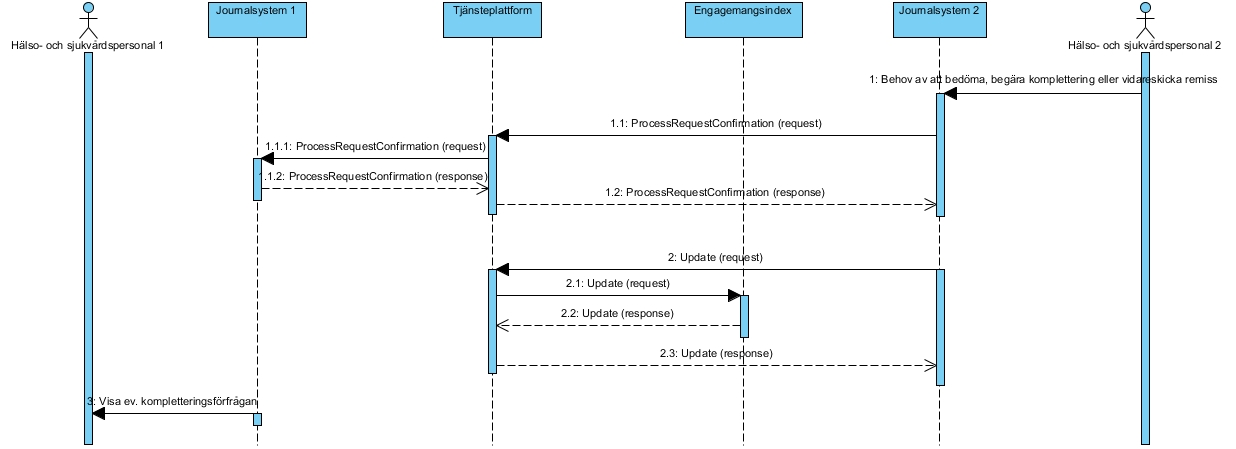 Journalsystem 1
Tjänsteplattform
Engagemangsindex
Journalsystem 2
Hälso- och sjukvårdspersonal 1
Hälso- och sjukvårdspersonal 2
1: Behov av att bedöma, begära komplettering eller vidareskicka remiss
1.1: ProcessRequestConfirmation (request)
1.1.1: ProcessRequestConfirmation (request)
1.1.2: ProcessRequestConfirmation (response)
1.2: ProcessRequestConfirmation (response)
2: Update (request)
2.1: Update (request)
2.2: Update (response)
2.3: Update (response)
3: Visa ev. kompletteringsförfrågan